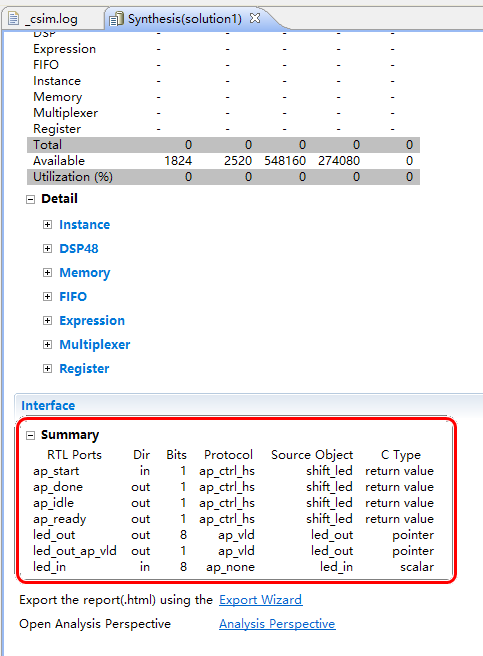 _csim.log Synthesis(solution1)
DSP - - - - -
Expression - - - - -
FIFO - - - - -
Instance - - - - -
Memory - - - - -
Multiplexer - - - - -
Register - - - - -
Total 0 0 0 0 0
Available 1824 2520 548160 274080 0
Utilization (%) 0 0 0 0 0
Detail
Instance
DSP48
Memory
FIFO
Expression
Multiplexer
Register
Interface
Summary
RTL Ports Dir Bits Protocol Source Object C Type
ap_start in 1 ap_ctrl_hs shift_led return value
ap_done out 1 ap_ctrl_hs shift_led return value
ap_idle out 1 ap_ctrl_hs shift_led return value
ap_ready out 1 ap_ctrl_hs shift_led return value
led_out out 8 ap_vld led_out pointer
led_out_ap_vld out 1 ap_vld led_out pointer
led_in in 8 ap_none led_in scalar
Export the report(.html) using the Export Wizard
Open Analysis Perspective Analysis Perspective